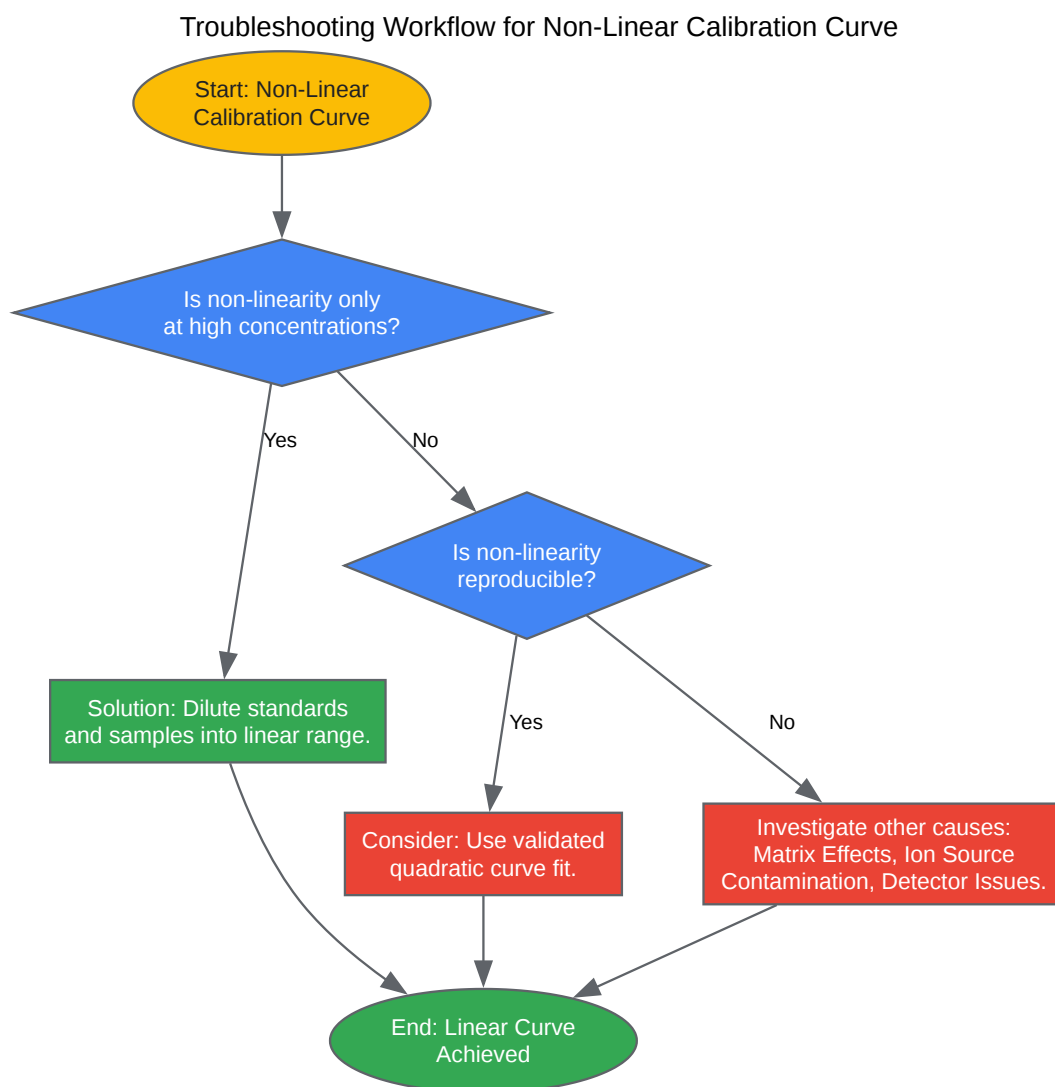 Troubleshooting Workflow for Non-Linear Calibration Curve
Start: Non-Linear
Calibration Curve
Is non-linearity only
at high concentrations?
Yes
No
Is non-linearity
reproducible?
Solution: Dilute standards
and samples into linear range.
Yes
No
Consider: Use validated
quadratic curve fit.
Investigate other causes:
Matrix Effects, Ion Source
Contamination, Detector Issues.
End: Linear Curve
Achieved